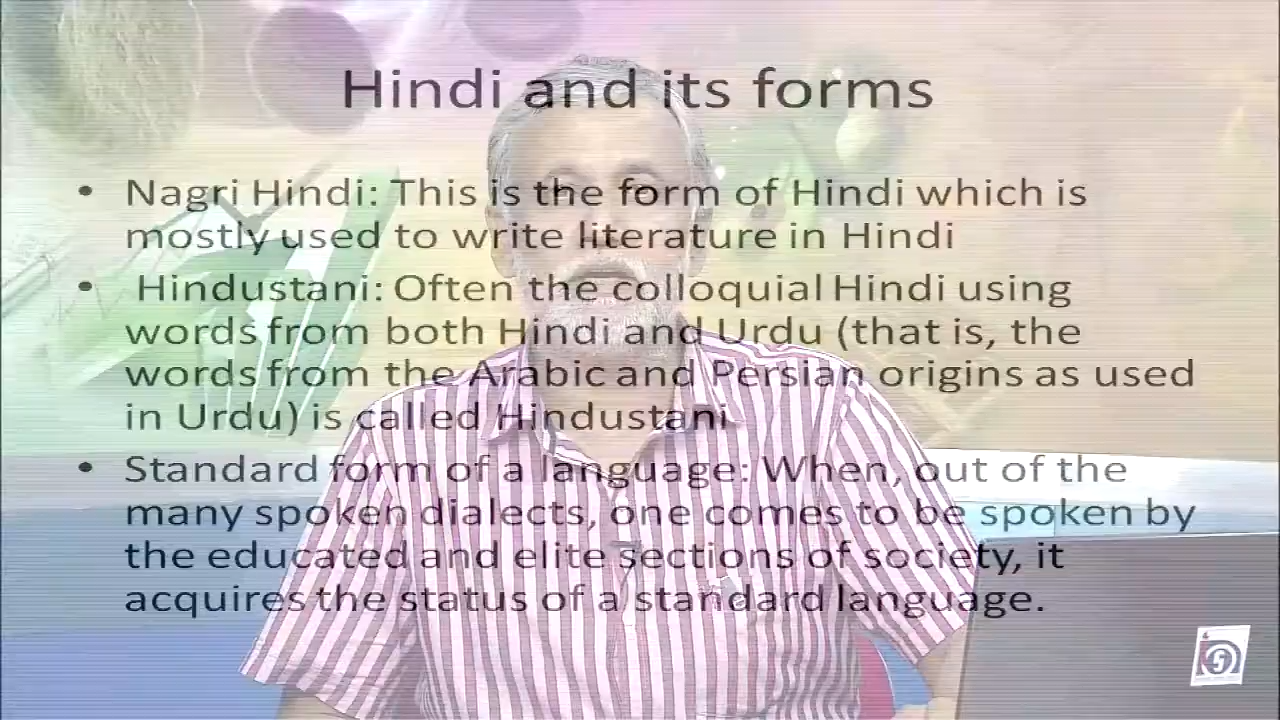 Hindi and its forms
• Nagri Hindi: This is the form of Hindi which is
mostly used to write literature in Hindi
• Hindustani: Often the colloquial Hindi using
words from both Hindi and Urdu (that is, the
words from the Arabic and Persian origins as used
in Urdu) is called Hindustani
• Standard form of a language: When, out of the
many spoken dialects, one comes to be spoken by
the educated and elite sections of society, it
acquires the status of a standard language.